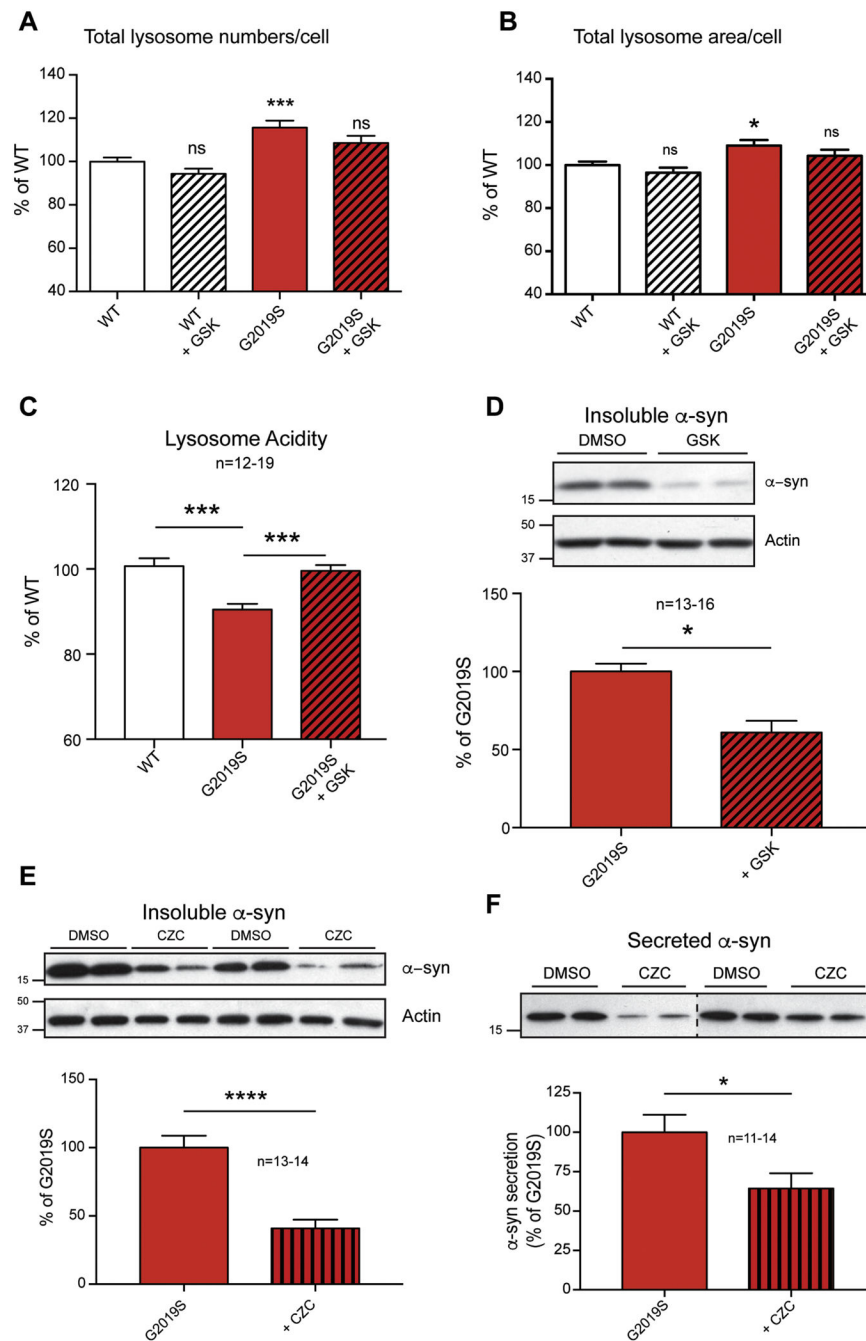 A
Total lysosome numbers/cell
% of WT
140
120
100
80
60
40
ns
***
ns
WT
WT
+ GSK
G2019S
G2019S
+ GSK
B
Total lysosome area/cell
% of WT
140
120
100
80
60
40
ns
*
ns
WT
WT
+ GSK
G2019S
G2019S
+ GSK
C
Lysosome Acidity
n=12-19
% of WT
120
100
80
60
***
***
WT
G2019S
G2019S
+ GSK
D
Insoluble α-syn
DMSO GSK
15
α-syn
50
37
Actin
% of G2019S
150
100
50
0
n=13-16
*
G2019S
+ GSK
E
Insoluble α-syn
DMSO CZC DMSO CZC
15
α-syn
50
37
Actin
% of G2019S
150
100
50
0
****
n=13-14
G2019S
+ CZC
F
Secreted α-syn
DMSO CZC DMSO CZC
15
α-syn secretion
(% of G2019S)
125
100
75
50
25
0
*
n=11-14
G2019S
+ CZC